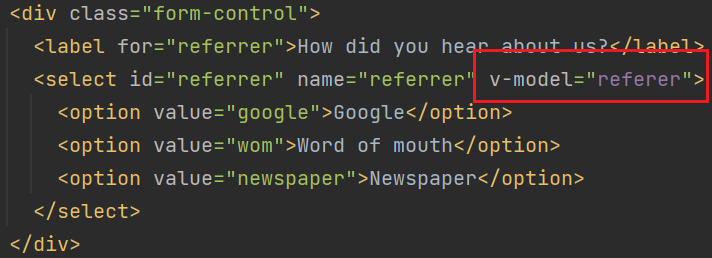 <div class="form-control">
<label for="referrer">How did you hear about us?</label>
<select id="referrer" name="referrer" v-model="referer">
<option value="google">Google</option>
<option value="wom">Word of mouth</option>
<option value="newspaper">Newspaper</option>
</select>
</div>